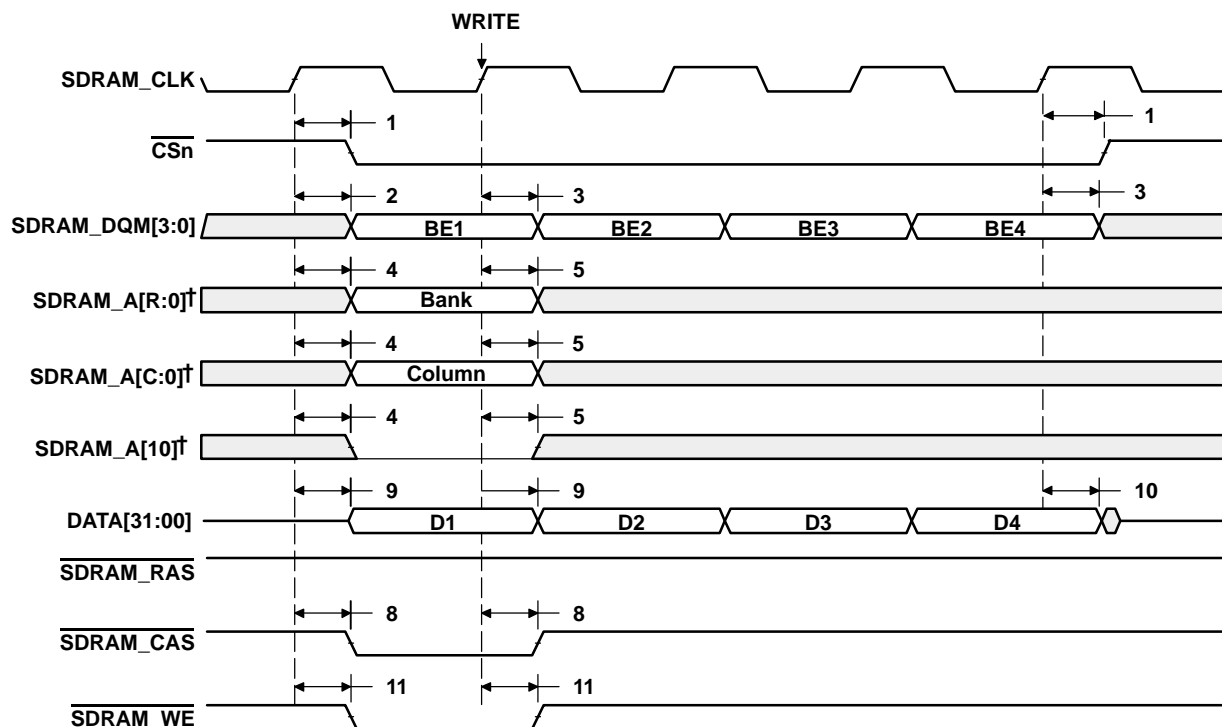 WRITE
SDRAM_CLK
1 1
CSn
2 3 3
SDRAM_DQM[3:0] BE1 BE2 BE3 BE4
4 5
SDRAM_A[R:0]† Bank
4 5
SDRAM_A[C:0]† Column
4 5
SDRAM_A[10]†
9 9 10
DATA[31:00] D1 D2 D3 D4
SDRAM_RAS
8 8
SDRAM_CAS
11 11
SDRAM_WE